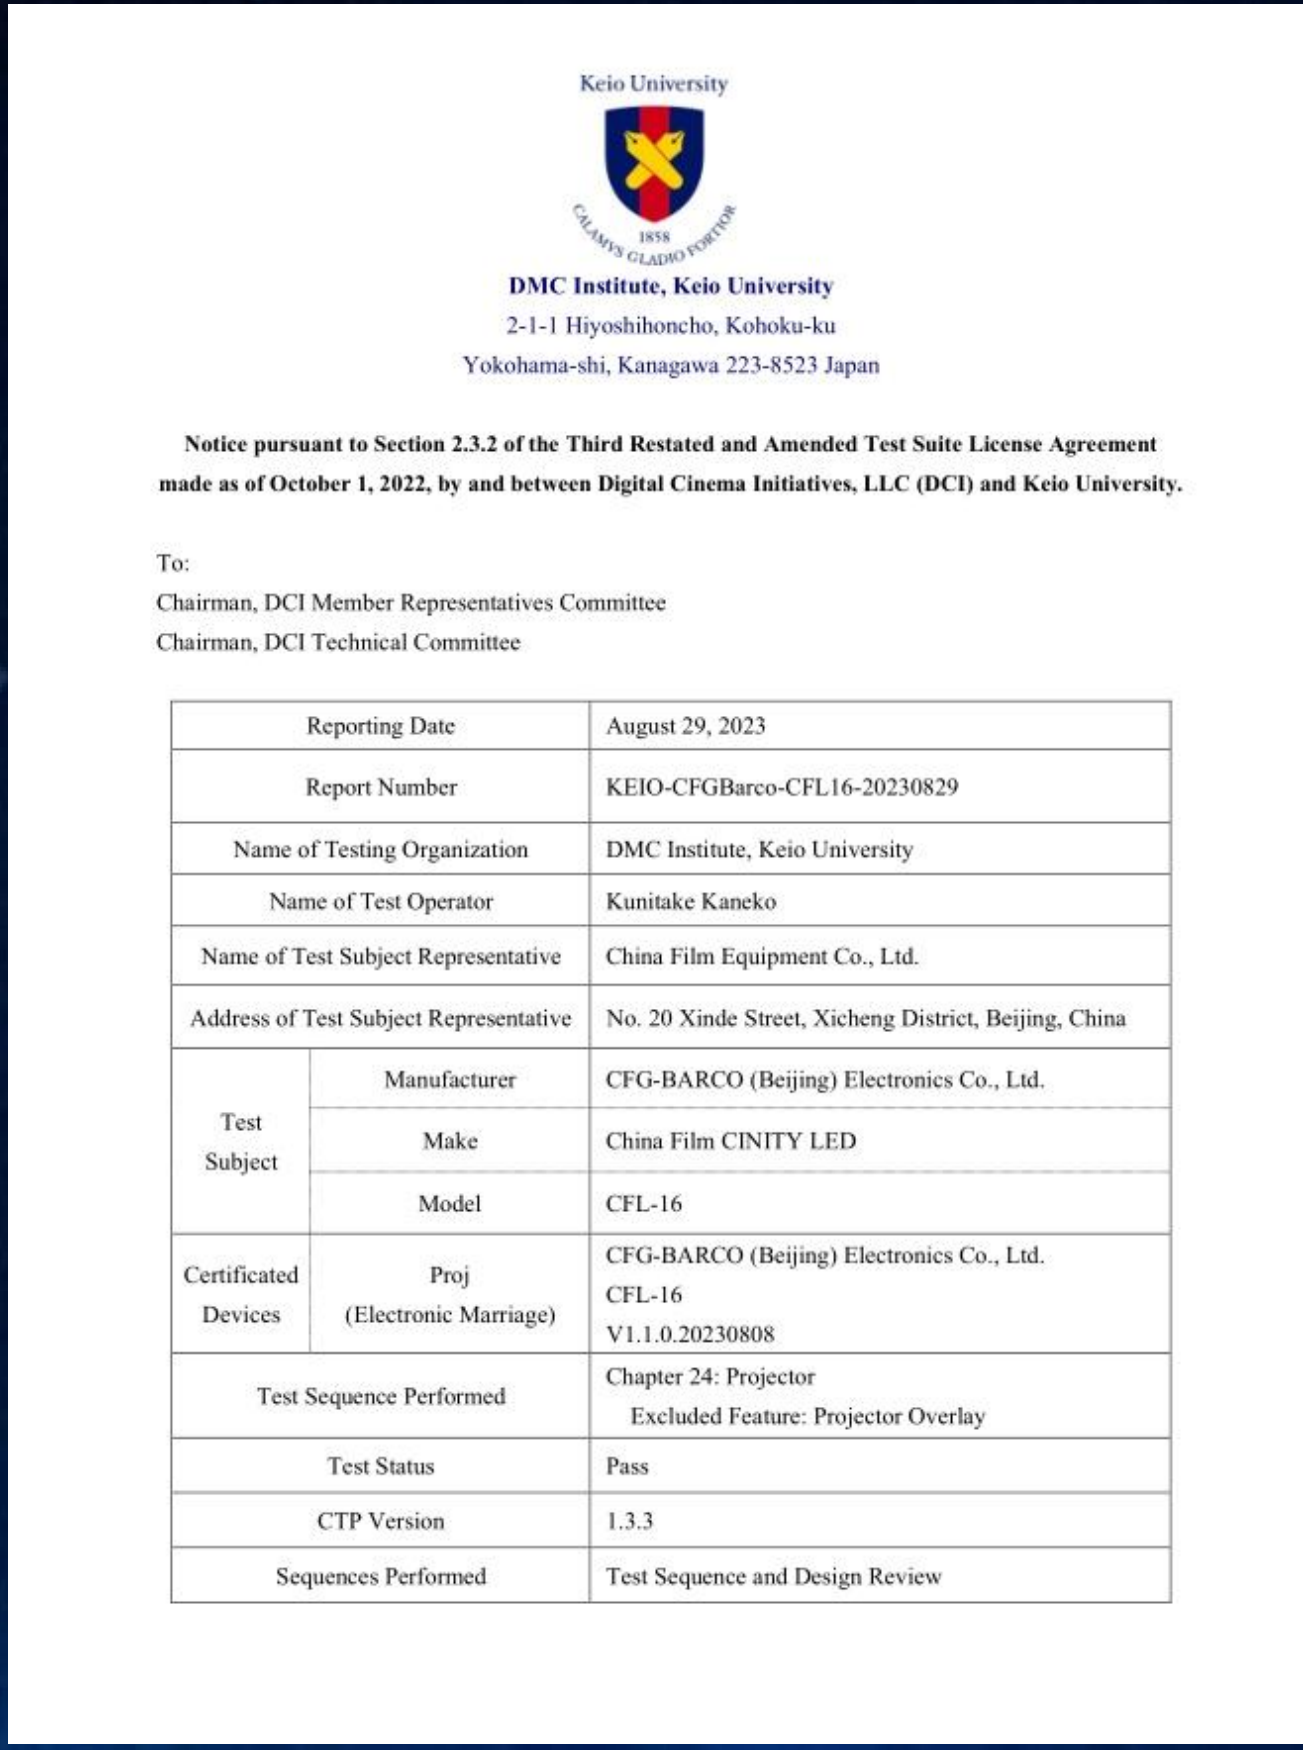 Keio University
1858
CALAMVS GLADIO FORTIOR
DMC Institute, Keio University
2-1-1 Hiyoshihoncho, Kohoku-ku
Yokohama-shi, Kanagawa 223-8523 Japan
Notice pursuant to Section 2.3.2 of the Third Restated and Amended Test Suite License Agreement
made as of October 1, 2022, by and between Digital Cinema Initiatives, LLC (DCI) and Keio University.
To:
Chairman, DCI Member Representatives Committee
Chairman, DCI Technical Committee
Reporting Date August 29, 2023
Report Number KEIO-CFGBarco-CFL16-20230829
Name of Testing Organization DMC Institute, Keio University
Name of Test Operator Kunitake Kaneko
Name of Test Subject Representative China Film Equipment Co., Ltd.
Address of Test Subject Representative No. 20 Xinde Street, Xicheng District, Beijing, China
Test
Subject
Manufacturer CFG-BARCO (Beijing) Electronics Co., Ltd.
Make China Film CINITY LED
Model CFL-16
Certificated
Devices
Proj
(Electronic Marriage)
CFG-BARCO (Beijing) Electronics Co., Ltd.
CFL-16
V1.1.0.20230808
Test Sequence Performed
Chapter 24: Projector
Excluded Feature: Projector Overlay
Test Status Pass
CTP Version 1.3.3
Sequences Performed Test Sequence and Design Review